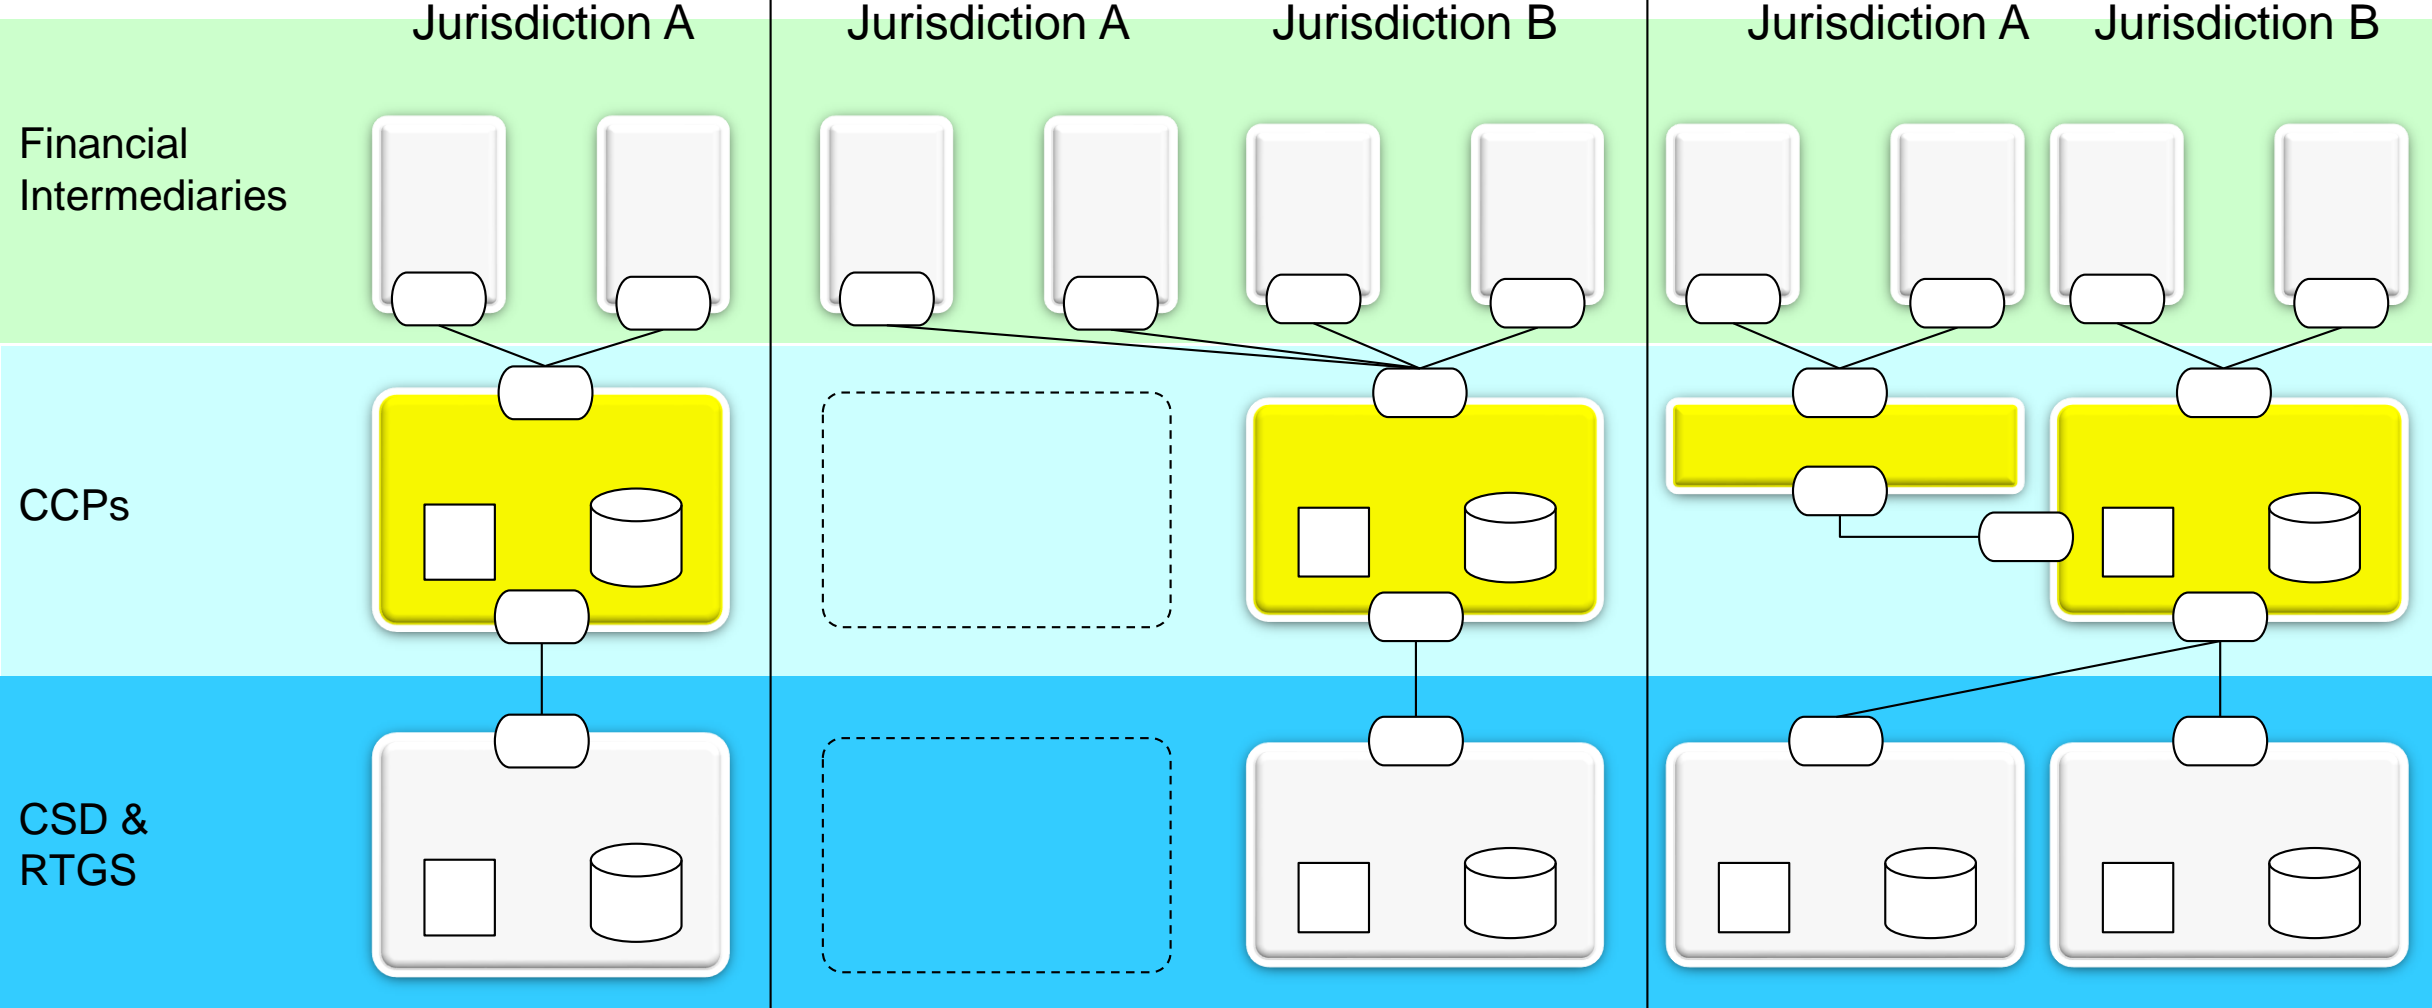 Jurisdiction A
Jurisdiction A
Jurisdiction B
Jurisdiction A
Jurisdiction B
Financial
Intermediaries
CCPs
CSD &
RTGS